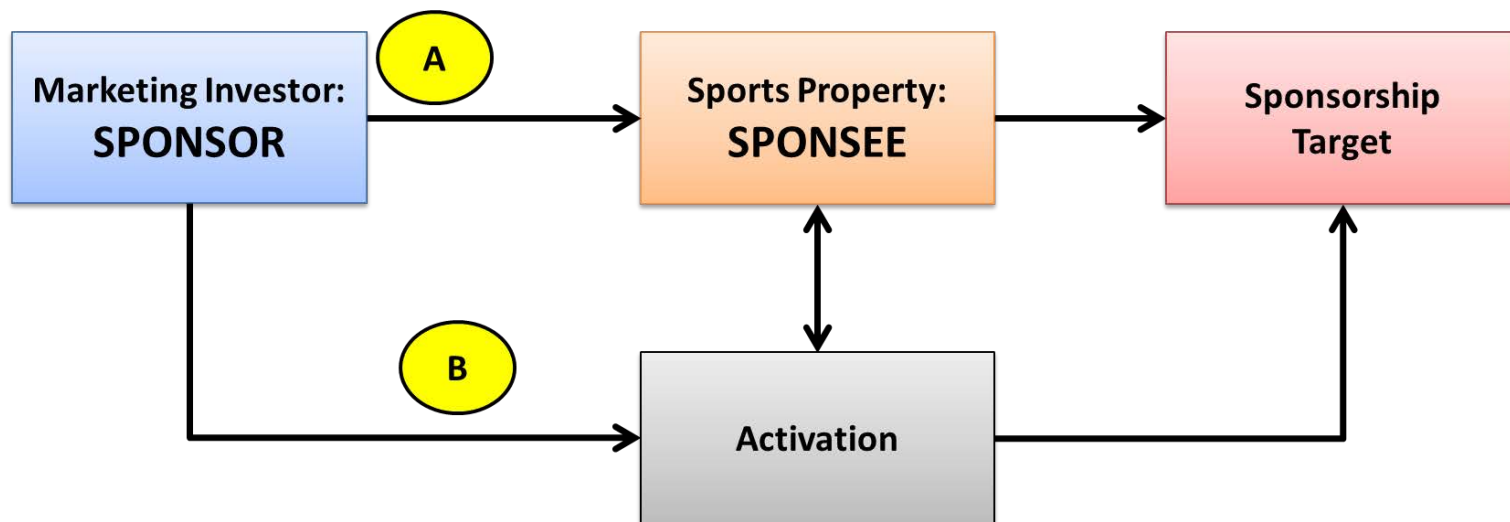 A
Marketing Investor:
SPONSOR
Sports Property:
SPONSEE
Sponsorship
Target
B
Activation